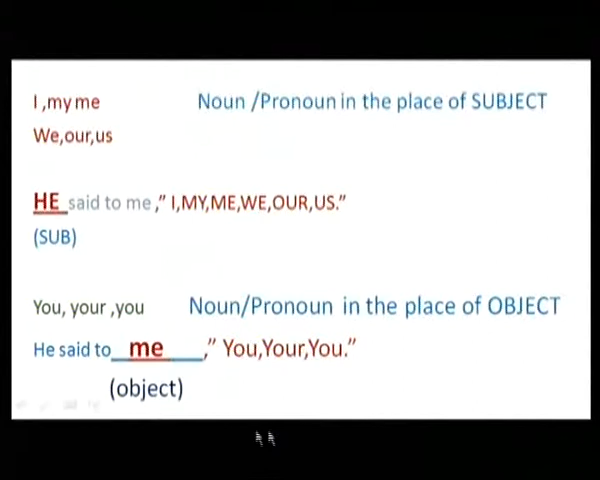 I ,my me Noun /Pronoun in the place of SUBJECT
We,our,us
HE said to me ,” I,MY,ME,WE,OUR,US.”
(SUB)
You, your ,you Noun/Pronoun in the place of OBJECT
He said to me ,” You,Your,You.”
(object)